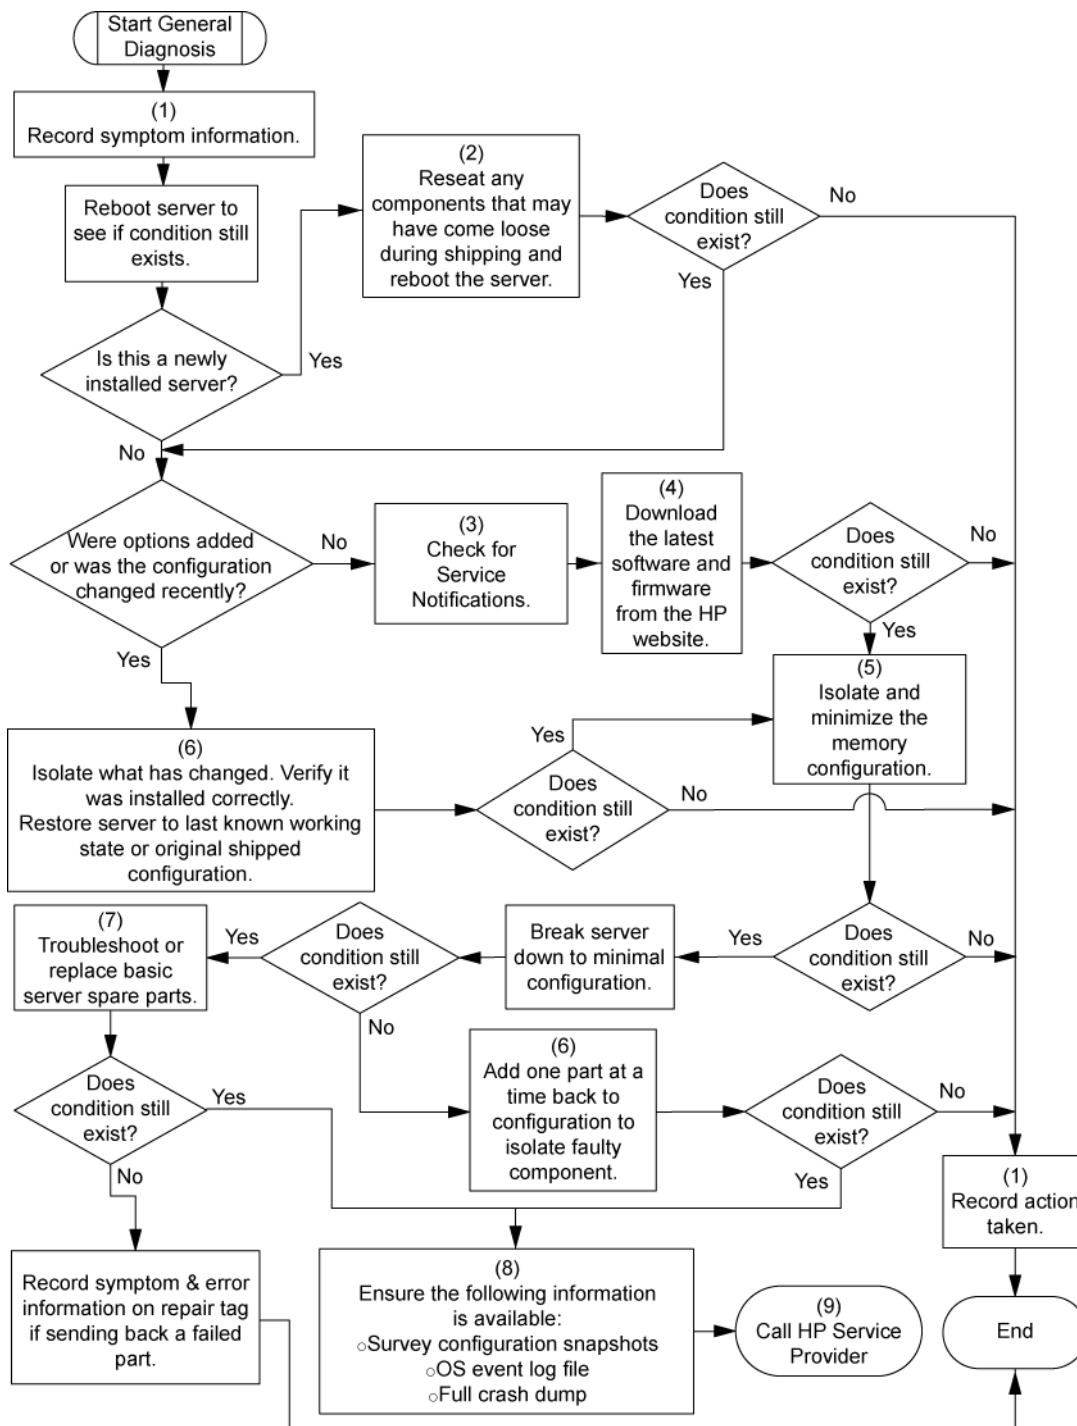 Start General
Diagnosis
(1)
Record symptom information.
Reboot server to
see if condition still
exists.
(2)
Reseat any
components that may
have come loose
during shipping and
reboot the server.
Does
condition still
exist?
No
Yes
Is this a newly
installed server?
Yes
No
Were options added
or was the configuration
changed recently?
No
Yes
(3)
Check for
Service
Notifications.
(4)
Download
the latest
software and
firmware
from the HP
website.
Does
condition still
exist?
No
Yes
(5)
Isolate and
minimize the
memory
configuration.
(6)
Isolate what has changed. Verify it
was installed correctly.
Restore server to last known working
state or original shipped
configuration.
Yes
Does
condition still
exist?
No
(7)
Troubleshoot or
replace basic
server spare parts.
Yes
Does
condition still
exist?
No
Break server
down to minimal
configuration.
Yes
Does
condition still
exist?
No
Does
condition still
exist?
Yes
No
(6)
Add one part at a
time back to
configuration to
isolate faulty
component.
Does
condition still
exist?
No
Yes
(1)
Record action
taken.
Record symptom & error
information on repair tag
if sending back a failed
part.
(8)
Ensure the following information
is available:
○Survey configuration snapshots
○OS event log file
○Full crash dump
(9)
Call HP Service
Provider
End